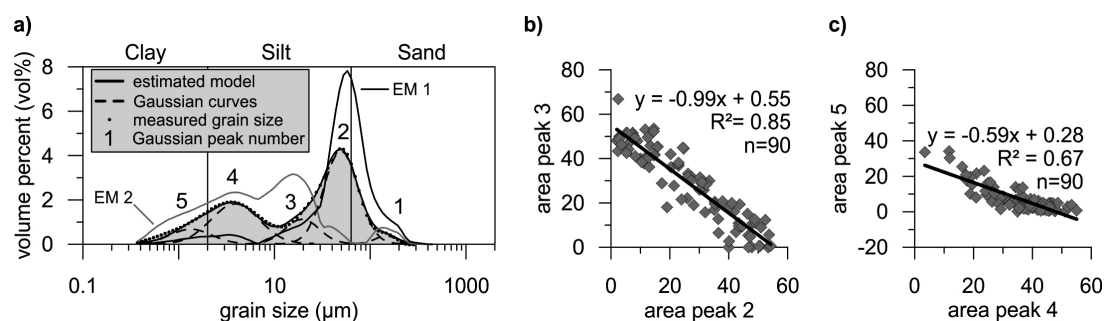 a)
Clay Silt Sand
volume percent (vol%)
8
6
4
2
0
estimated model
Gaussian curves
measured grain size
1 Gaussian peak number
EM 1
EM 2
5
4
3
2
1
0.1 10 1000
grain size (µm)
b)
area peak 3
80
60
40
20
0
y = -0.99x + 0.55
R²= 0.85
n=90
0 20 40 60
area peak 2
c)
area peak 5
80
60
40
20
0
-20
y = -0.59x + 0.28
R² = 0.67
n=90
0 20 40 60
area peak 4